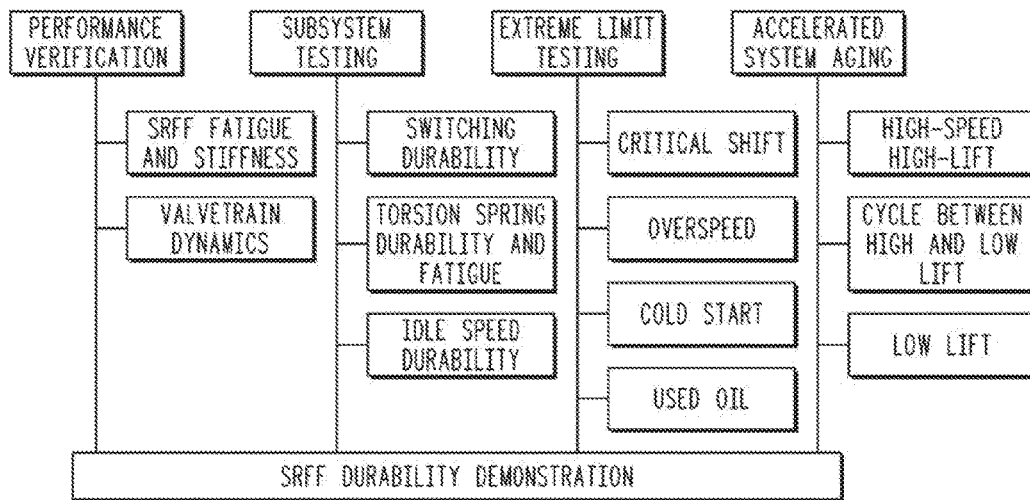 PERFORMANCE
VERIFICATION
SRFF FATIGUE
AND STIFFNESS
VALVETRAIN
DYNAMICS
SUBSYSTEM
TESTING
SWITCHING
DURABILITY
TORSION SPRING
DURABILITY AND
FATIGUE
IDLE SPEED
DURABILITY
EXTREME LIMIT
TESTING
CRITICAL SHIFT
OVERSPEED
COLD START
USED OIL
ACCELERATED
SYSTEM AGING
HIGH-SPEED
HIGH-LIFT
CYCLE BETWEEN
HIGH AND LOW
LIFT
LOW LIFT
SRFF DURABILITY DEMONSTRATION